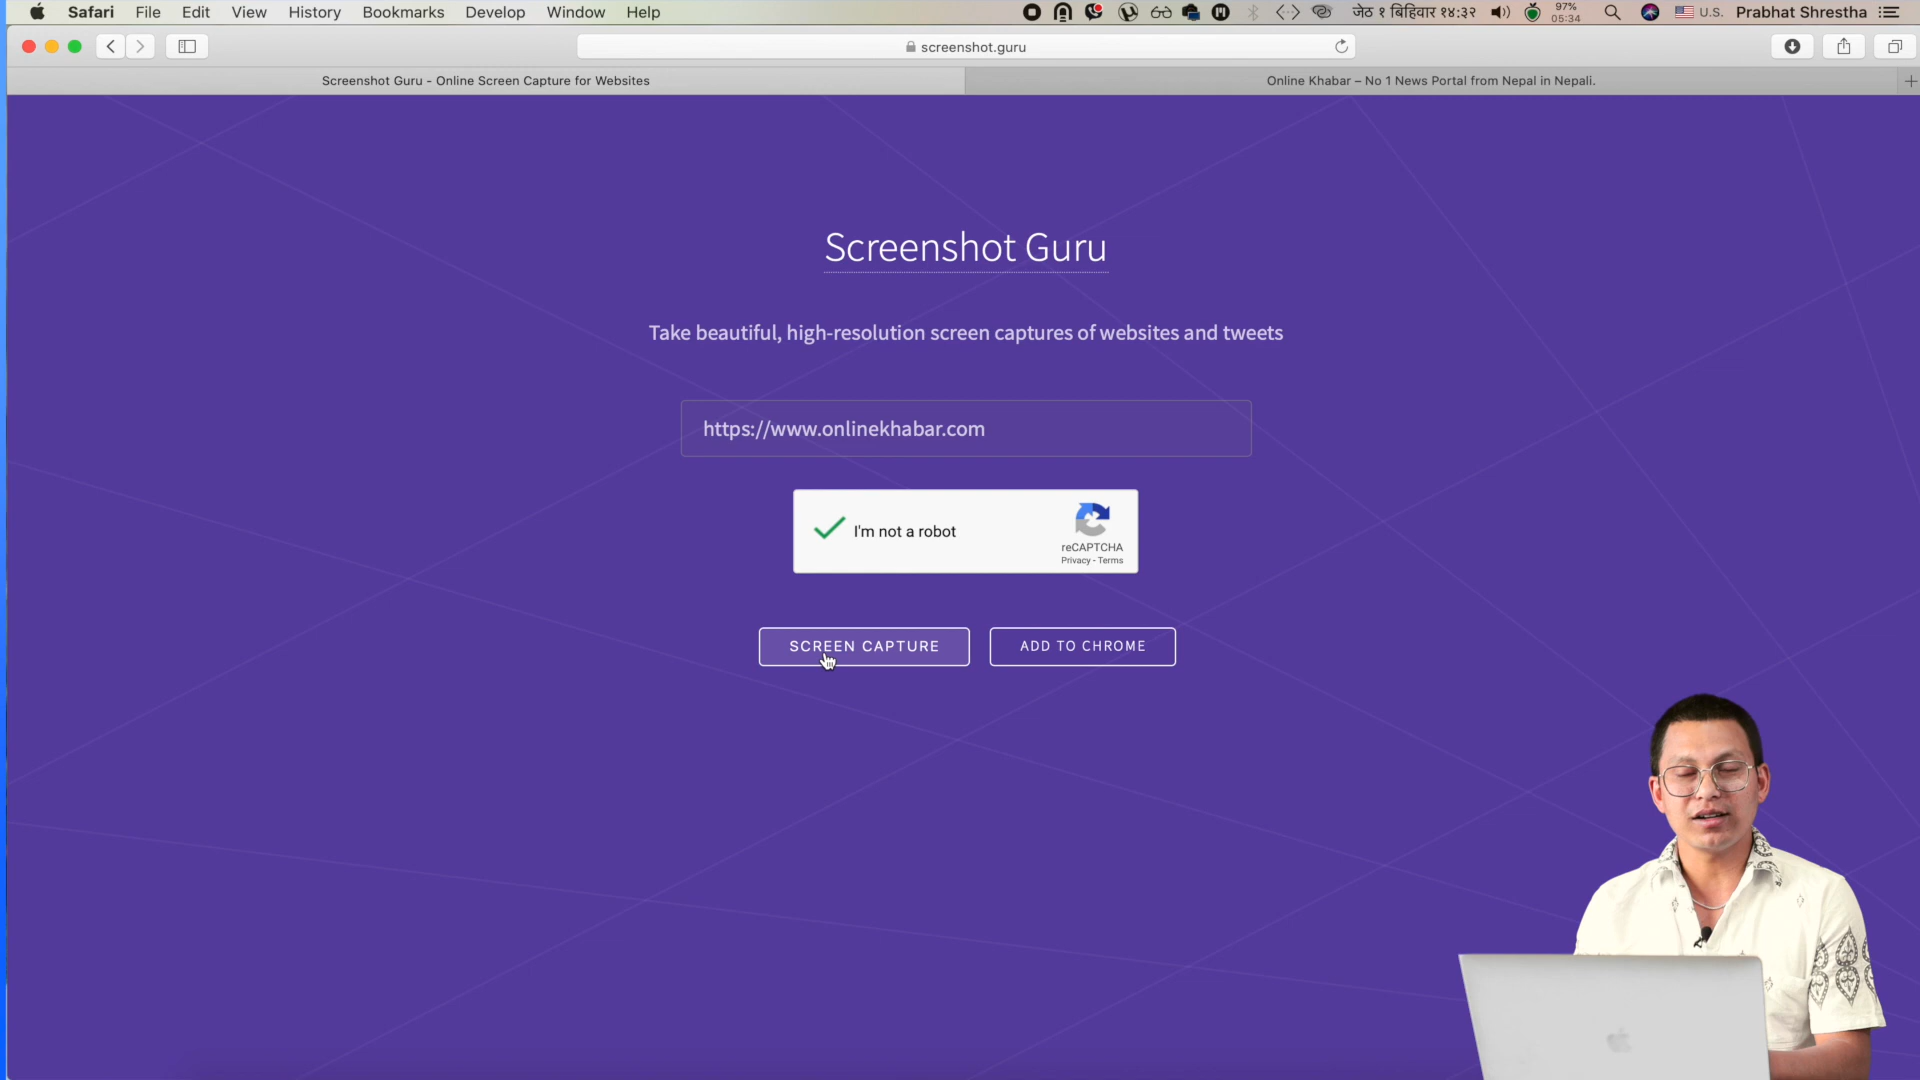 Safari File Edit View History Bookmarks Develop Window Help जेठ १ बिहिवार १४:३२ 97% 05:34 U.S. Prabhat Shrestha
screenshot.guru
Screenshot Guru - Online Screen Capture for Websites
Online Khabar – No 1 News Portal from Nepal in Nepali.
Screenshot Guru
Take beautiful, high-resolution screen captures of websites and tweets
https://www.onlinekhabar.com
I'm not a robot
reCAPTCHA
Privacy - Terms
SCREEN CAPTURE
ADD TO CHROME